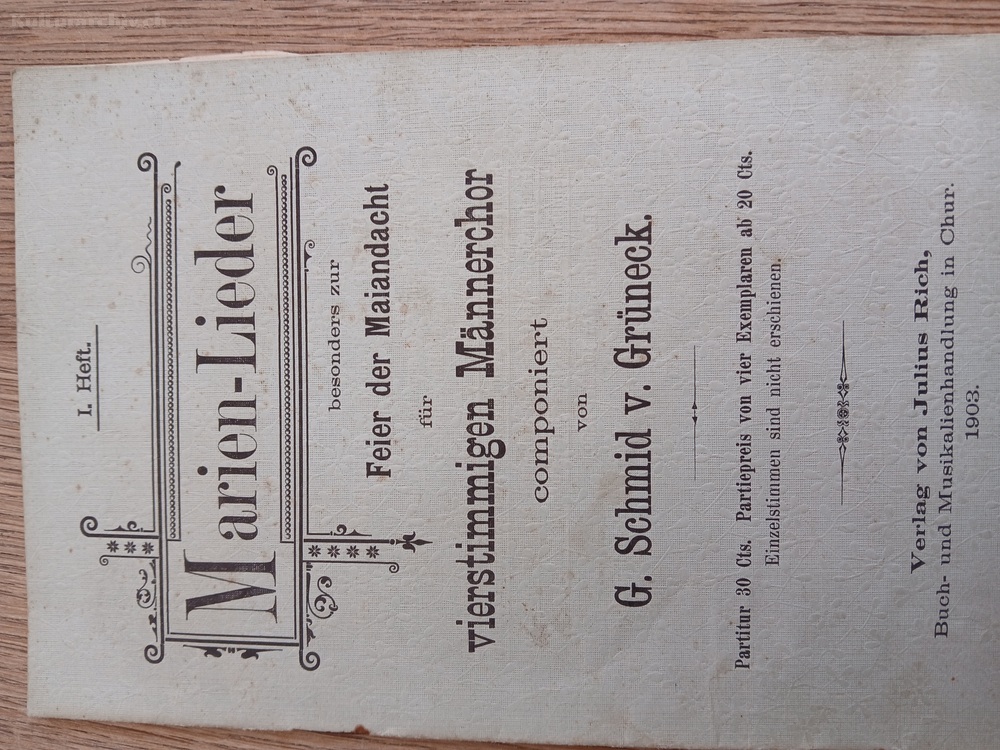 Kulturarchiv.ch
I. Heft.
Marien-Lieder
besonders zur
Feier der Maiandacht
für
vierstimmigen Männerchor
componiert
von
G. Schmid v. Grüneck.
Partitur 30 Cts. Partiepreis von vier Exemplaren ab 20 Cts.
Einzelstimmen sind nicht erschienen.
Verlag von Julius Rich,
Buch- und Musikalienhandlung in Chur.
1903.